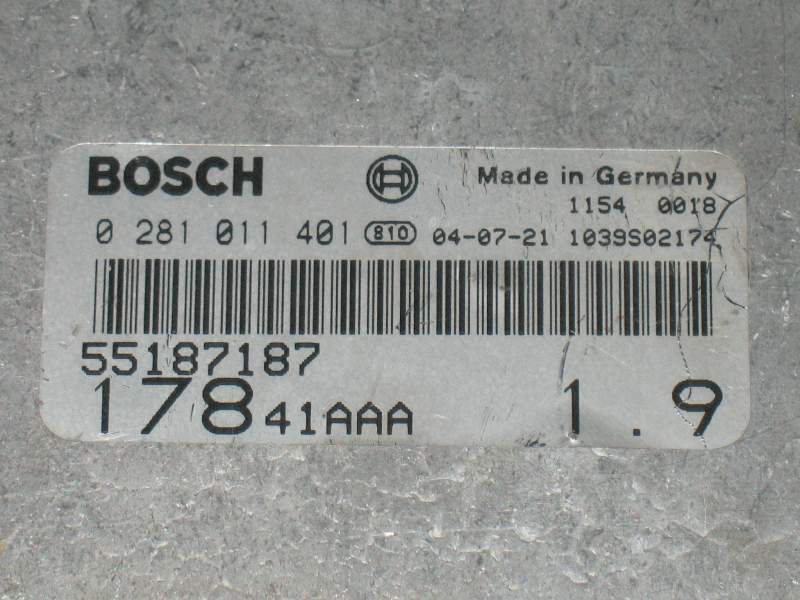 BOSCH Made in Germany
1154 0018
0 281 011 401 810 04-07-21 1039S02174
55187187
178 41AAA 1.9